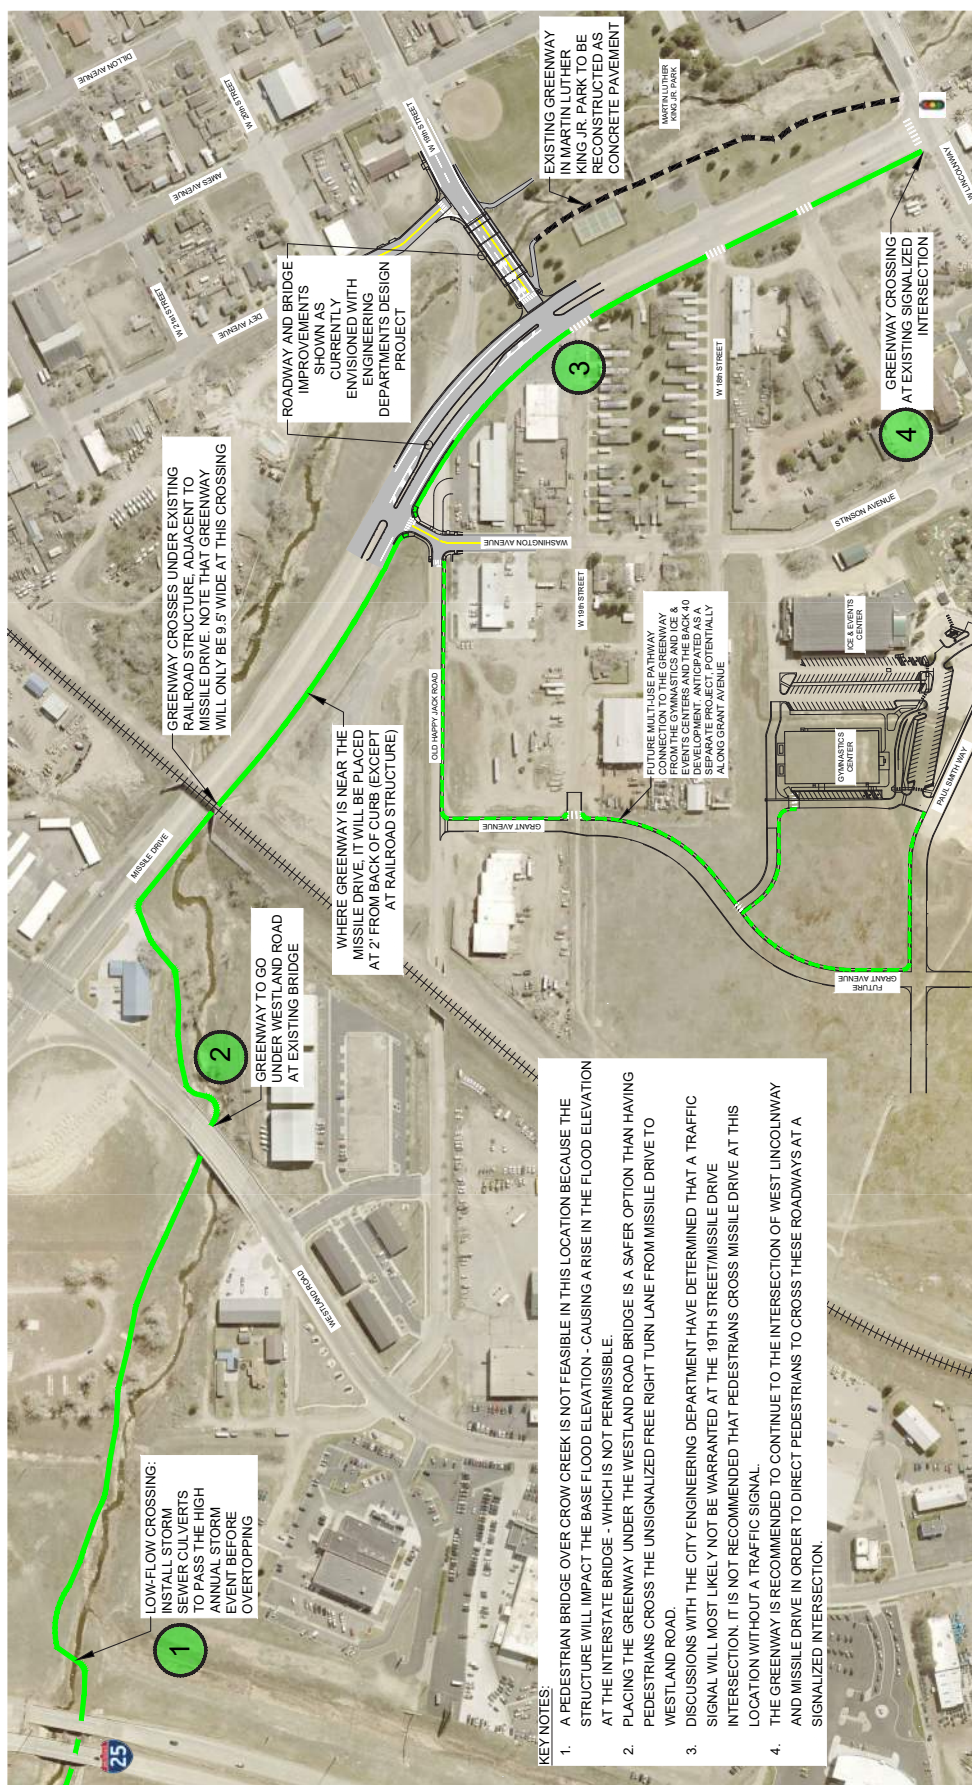 25
1
LOW-FLOW CROSSING:
INSTALL STORM
SEWER CULVERTS
TO PASS THE HIGH
ANNUAL STORM
EVENT BEFORE
OVERTOPPING
WESTLAND ROAD
2
GREENWAY TO GO
UNDER WESTLAND ROAD
AT EXISTING BRIDGE
MISSILE DRIVE
GREENWAY CROSSES UNDER EXISTING
RAILROAD STRUCTURE, ADJACENT TO
MISSILE DRIVE. NOTE THAT GREENWAY
WILL ONLY BE 9.5' WIDE AT THIS CROSSING
WHERE GREENWAY IS NEAR THE
MISSILE DRIVE, IT WILL BE PLACED
AT 2' FROM BACK OF CURB (EXCEPT
AT RAILROAD STRUCTURE)
OLD HAPPY JACK ROAD
WASHINGTON AVENUE
ROADWAY AND BRIDGE
IMPROVEMENTS
SHOWN AS
CURRENTLY
ENVISIONED WITH
ENGINEERING
DEPARTMENTS DESIGN
PROJECT
DILLON AVENUE
W 20th STREET
AMES AVENUE
W 21st STREET
DEY AVENUE
W 19th STREET
EXISTING GREENWAY
IN MARTIN LUTHER
KING JR. PARK TO BE
RECONSTRUCTED AS
CONCRETE PAVEMENT
MARTIN LUTHER
KING JR. PARK
3
W 18th STREET
4
GREENWAY CROSSING
AT EXISTING SIGNALIZED
INTERSECTION
W LINCOLNWAY
STINSON AVENUE
W 19th STREET
FUTURE MULTI-USE PATHWAY
CONNECTION TO THE GREENWAY
FROM THE GYMNASTICS AND ICE &
EVENTS CENTERS AND THE BACK 40
DEVELOPMENT. ANTICIPATED AS A
SEPARATE PROJECT, POTENTIALLY
ALONG GRANT AVENUE
GRANT AVENUE
ICE & EVENTS
CENTER
GYMNASTICS
CENTER
PAUL SMITH WAY
FUTURE
GRANT AVENUE
KEY NOTES:
1. A PEDESTRIAN BRIDGE OVER CROW CREEK IS NOT FEASIBLE IN THIS LOCATION BECAUSE THE
STRUCTURE WILL IMPACT THE BASE FLOOD ELEVATION - CAUSING A RISE IN THE FLOOD ELEVATION
AT THE INTERSTATE BRIDGE - WHICH IS NOT PERMISSIBLE.
2. PLACING THE GREENWAY UNDER THE WESTLAND ROAD BRIDGE IS A SAFER OPTION THAN HAVING
PEDESTRIANS CROSS THE UNSIGNALIZED FREE RIGHT TURN LANE FROM MISSILE DRIVE TO
WESTLAND ROAD.
3. DISCUSSIONS WITH THE CITY ENGINEERING DEPARTMENT HAVE DETERMINED THAT A TRAFFIC
SIGNAL WILL MOST LIKELY NOT BE WARRANTED AT THE 19TH STREET/MISSILE DRIVE
INTERSECTION. IT IS NOT RECOMMENDED THAT PEDESTRIANS CROSS MISSILE DRIVE AT THIS
LOCATION WITHOUT A TRAFFIC SIGNAL.
4. THE GREENWAY IS RECOMMENDED TO CONTINUE TO THE INTERSECTION OF WEST LINCOLNWAY
AND MISSILE DRIVE IN ORDER TO DIRECT PEDESTRIANS TO CROSS THESE ROADWAYS AT A
SIGNALIZED INTERSECTION.